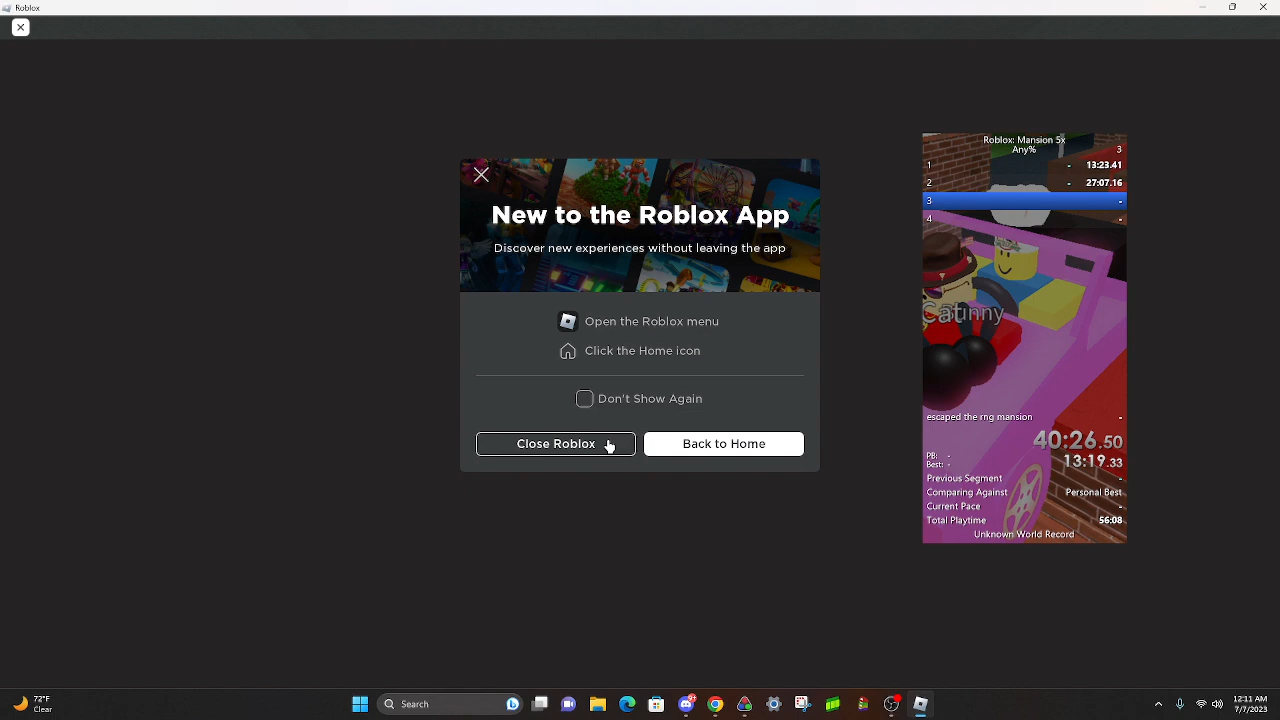 Roblox
New to the Roblox App
Discover new experiences without leaving the app
Open the Roblox menu
Click the Home icon
Don't Show Again
Close Roblox
Back to Home
Roblox: Mansion 5x
Any%
3
1 - 13:23.41
2 - 27:07.16
3 -
4 -
escaped the rng mansion -
40:26.50
PB: -
Best: -
13:19.33
Previous Segment -
Comparing Against Personal Best
Current Pace -
Total Playtime 56:08
Unknown World Record
72°F
Clear
Search
12:11 AM
7/7/2023